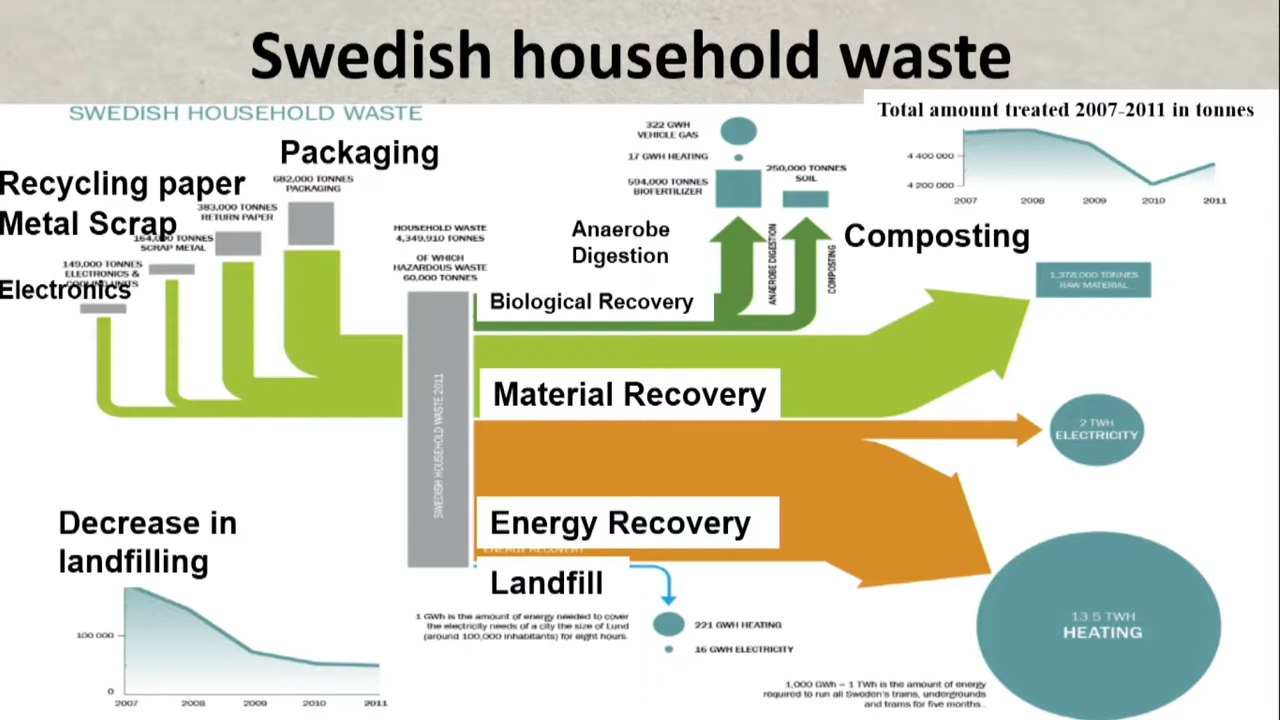 Swedish household waste
SWEDISH HOUSEHOLD WASTE
Total amount treated 2007-2011 in tonnes
4 400 000
4 200 000
2007
2008
2009
2010
2011
Packaging
682,000 TONNES
PACKAGING
Recycling paper
383,000 TONNES
RETURN PAPER
Metal Scrap
164,000 TONNES
SCRAP METAL
149,000 TONNES
ELECTRONICS &
COOLING UNITS
Electronics
HOUSEHOLD WASTE
4,349,910 TONNES
OF WHICH
HAZARDOUS WASTE
60,000 TONNES
322 GWH
VEHICLE GAS
17 GWH HEATING
594,000 TONNES
BIOFERTILIZER
250,000 TONNES
SOIL
Anaerobe
Digestion
ANAEROBE DIGESTION
COMPOSTING
Composting
Biological Recovery
1,378,000 TONNES
RAW MATERIAL
SWEDISH HOUSEHOLD WASTE 2011
Material Recovery
2 TWH
ELECTRICITY
Energy Recovery
ENERGY RECOVERY
13.5 TWH
HEATING
Landfill
221 GWH HEATING
16 GWH ELECTRICITY
1 GWh is the amount of energy needed to cover
the electricity needs of a city the size of Lund
(around 100,000 inhabitants) for eight hours.
1,000 GWh – 1 TWh is the amount of energy
required to run all Sweden's trains, undergrounds
and trams for five months..
Decrease in
landfilling
100 000
0
2007
2008
2009
2010
2011